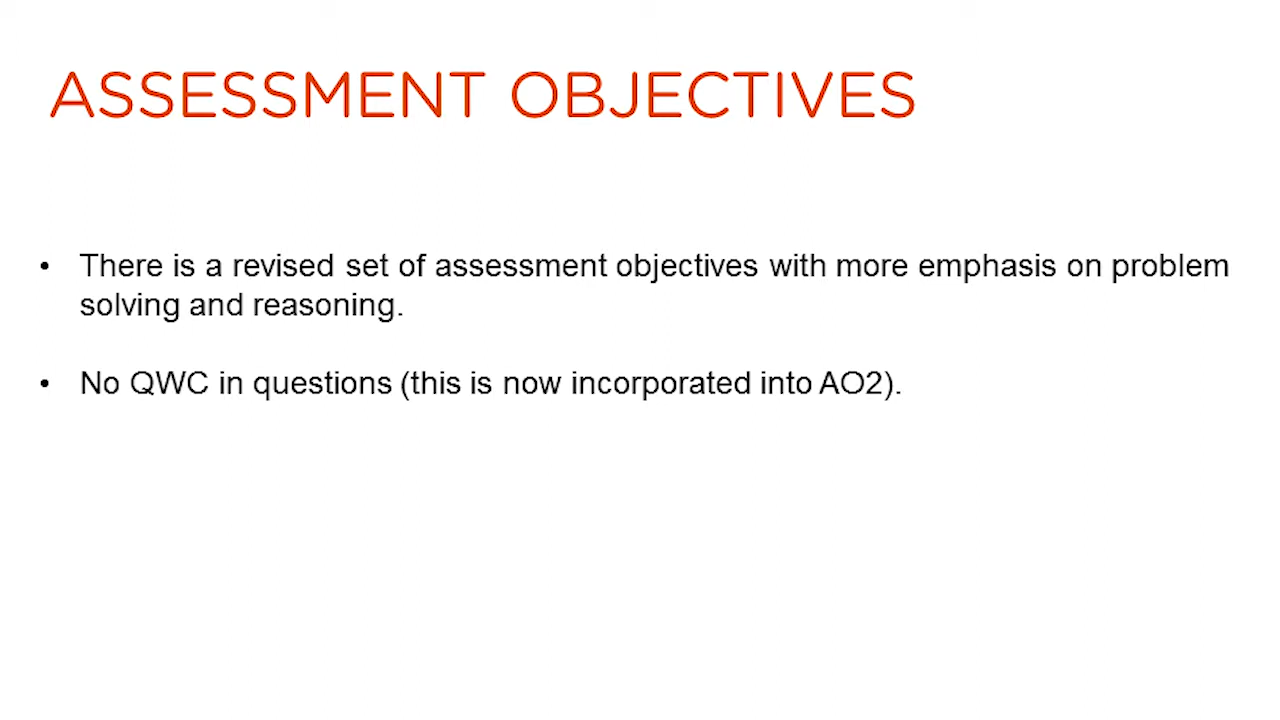 ASSESSMENT OBJECTIVES
• There is a revised set of assessment objectives with more emphasis on problem
solving and reasoning.
• No QWC in questions (this is now incorporated into AO2).